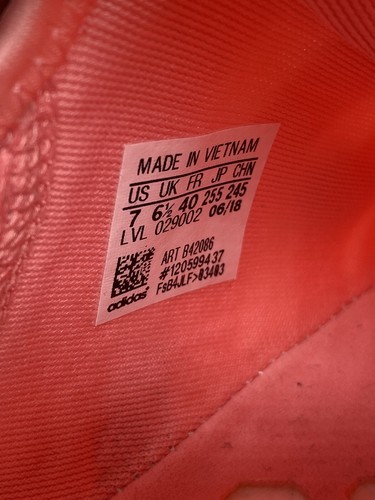 MADE IN VIETNAM
US UK FR JP CHN
7 6½ 40 255 245
LVL 029002 06/18
ART B42086
#120599437
FsB4JLF>03403
adidas